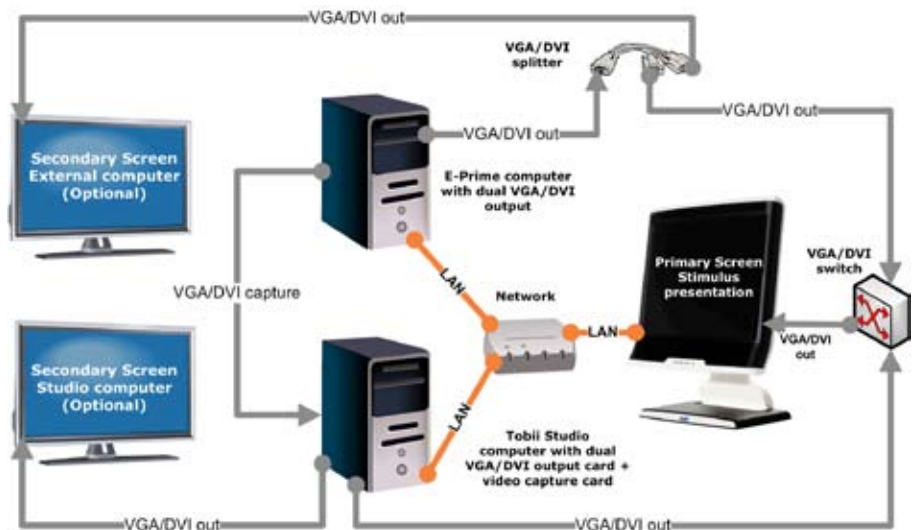 VGA/DVI out
VGA/DVI
splitter
VGA/DVI out
Secondary Screen
External computer
(Optional)
E-Prime computer
with dual VGA/DVI
output
Primary Screen
Stimulus
presentation
VGA/DVI
switch
VGA/DVI capture
LAN
Network
LAN
VGA/DVI
out
Secondary Screen
Studio computer
(Optional)
LAN
Tobii Studio
computer with dual
VGA/DVI output card +
video capture card
VGA/DVI out
VGA/DVI out